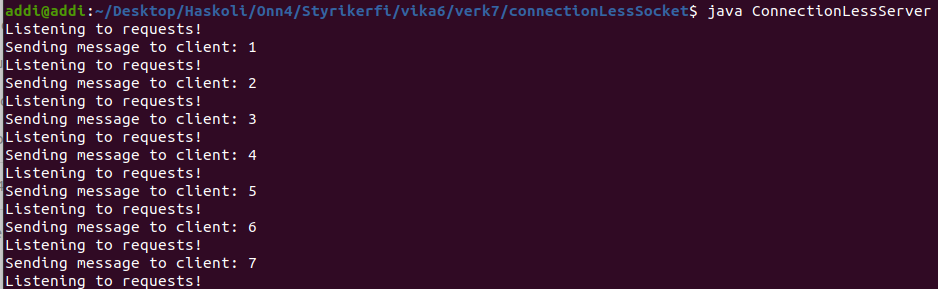 addi@addi:~/Desktop/Haskoli/Onn4/Styrikerfi/vika6/verk7/connectionLessSocket$ java ConnectionLessServer
Listening to requests!
Sending message to client: 1
Listening to requests!
Sending message to client: 2
Listening to requests!
Sending message to client: 3
Listening to requests!
Sending message to client: 4
Listening to requests!
Sending message to client: 5
Listening to requests!
Sending message to client: 6
Listening to requests!
Sending message to client: 7
Listening to requests!